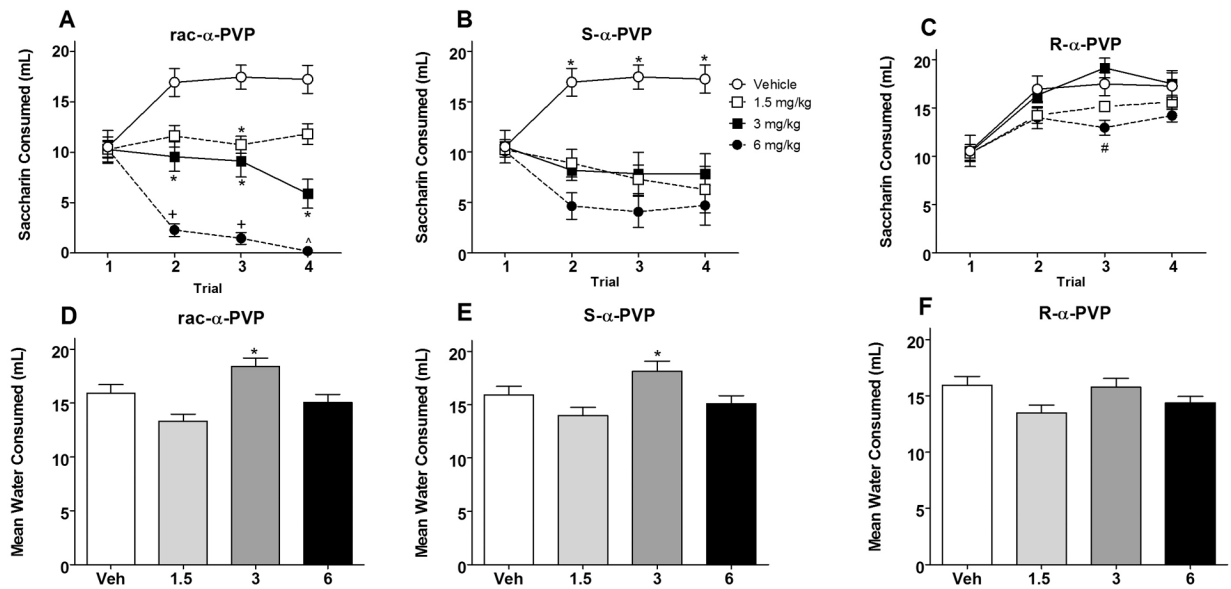 A
rac-α-PVP
Saccharin Consumed (mL)
20
15
10
5
0
*
*
*
*
+
+
^
1
2
3
4
Trial
B
S-α-PVP
Saccharin Consumed (mL)
20
15
10
5
0
*
*
*
Vehicle
1.5 mg/kg
3 mg/kg
6 mg/kg
1
2
3
4
Trial
C
R-α-PVP
Saccharin Consumed (mL)
20
15
10
5
0
#
1
2
3
4
Trial
D
rac-α-PVP
Mean Water Consumed (mL)
20
15
10
5
0
*
Veh
1.5
3
6
E
S-α-PVP
Mean Water Consumed (mL)
20
15
10
5
0
*
Veh
1.5
3
6
F
R-α-PVP
Mean Water Consumed (mL)
20
15
10
5
0
Veh
1.5
3
6